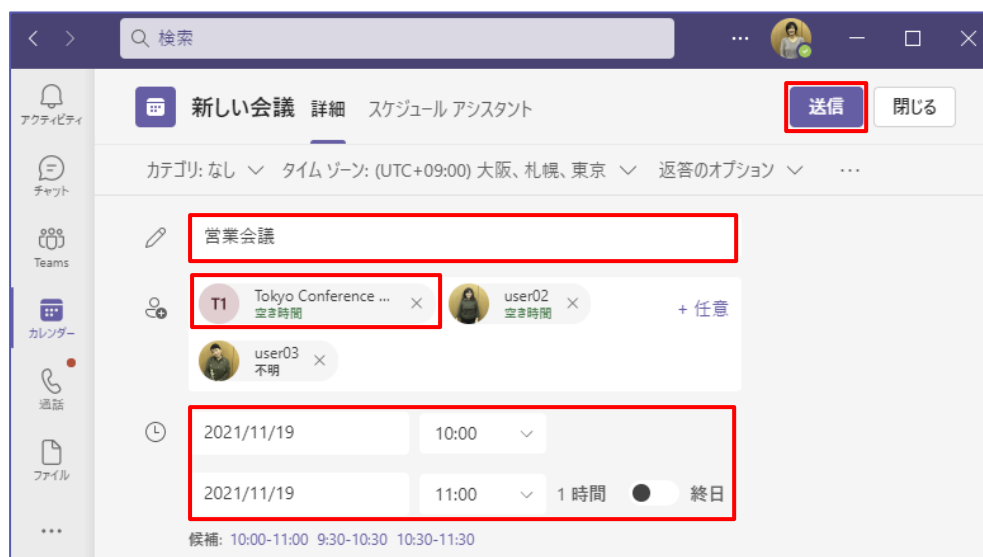 検索
アクティビティ
チャット
Teams
カレンダー
通話
ファイル
新しい会議 詳細 スケジュール アシスタント 送信 閉じる
カテゴリ: なし タイム ゾーン: (UTC+09:00) 大阪、札幌、東京 返答のオプション ...
営業会議
T1 Tokyo Conference ... 空き時間
user02 空き時間
+ 任意
user03 不明
2021/11/19 10:00
2021/11/19 11:00 1 時間 終日
候補: 10:00-11:00 9:30-10:30 10:30-11:30